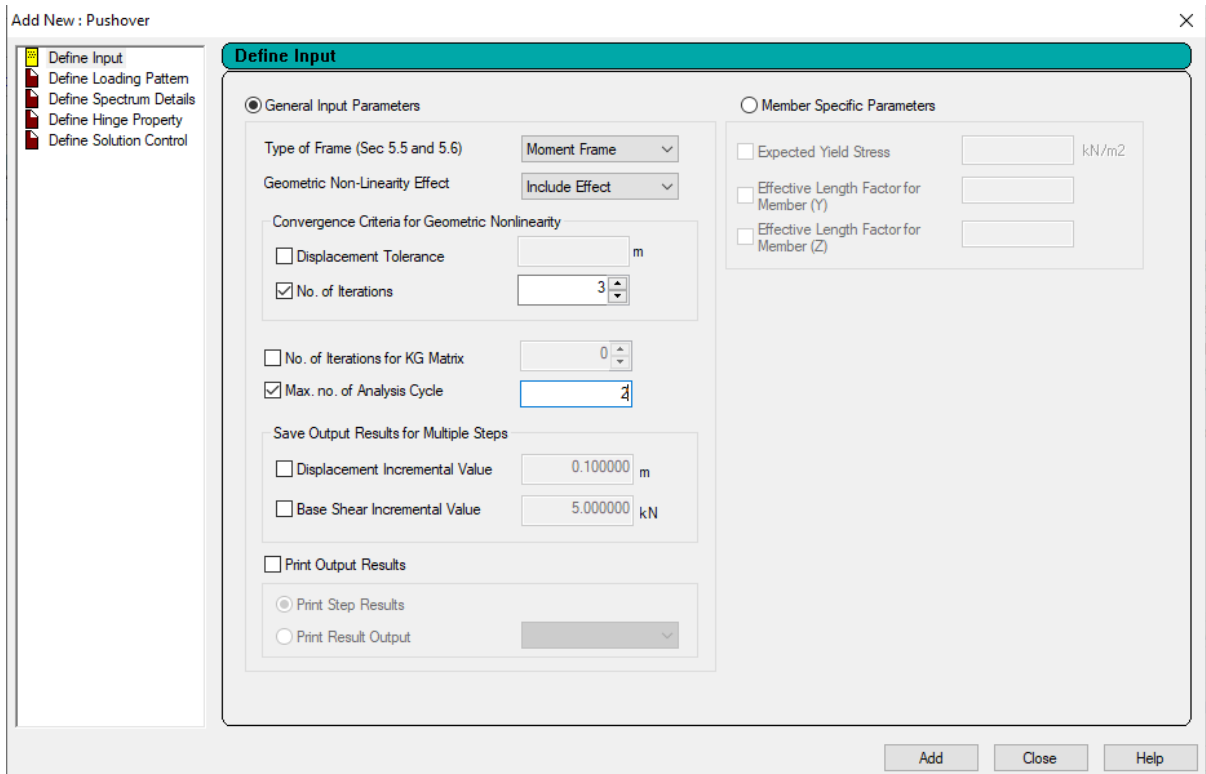 Add New : Pushover
Define Input
Define Loading Pattern
Define Spectrum Details
Define Hinge Property
Define Solution Control
Define Input
General Input Parameters
Type of Frame (Sec 5.5 and 5.6) Moment Frame
Geometric Non-Linearity Effect Include Effect
Convergence Criteria for Geometric Nonlinearity
Displacement Tolerance m
No. of Iterations 3
No. of Iterations for KG Matrix 0
Max. no. of Analysis Cycle 2
Save Output Results for Multiple Steps
Displacement Incremental Value 0.100000 m
Base Shear Incremental Value 5.000000 kN
Print Output Results
Print Step Results
Print Result Output
Member Specific Parameters
Expected Yield Stress kN/m2
Effective Length Factor for
Member (Y)
Effective Length Factor for
Member (Z)
Add Close Help